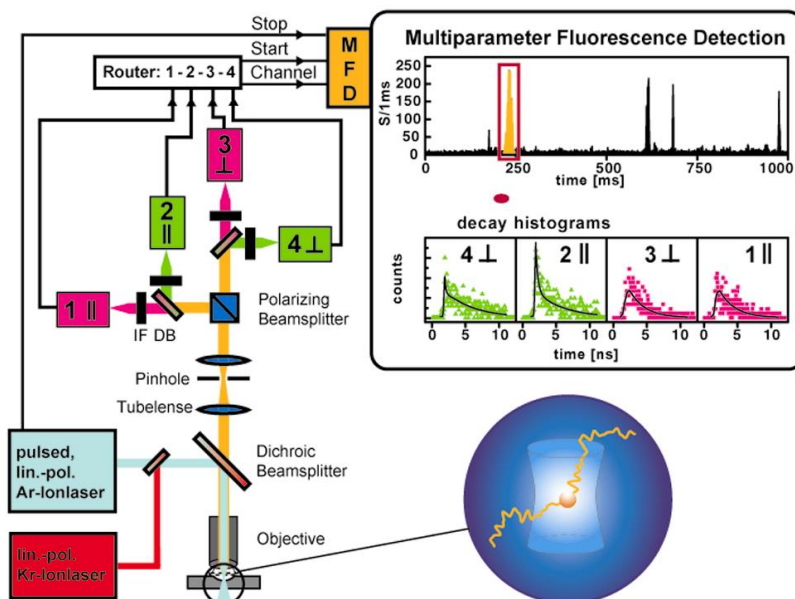 Stop
Start
Channel
Router: 1 - 2 - 3 - 4
M
F
D
3
⊥
2
||
4 ⊥
1 ||
IF DB
Polarizing
Beamsplitter
Pinhole
Tubelense
Dichroic
Beamsplitter
pulsed,
lin.-pol.
Ar-Ionlaser
lin.-pol.
Kr-Ionlaser
Objective
Multiparameter Fluorescence Detection
S/1ms
250
200
150
100
50
0
0 250 500 750 1000
time [ms]
decay histograms
counts
4 ⊥ 2 || 3 ⊥ 1 ||
0 5 10 0 5 10 0 5 10 0 5 10
time [ns]